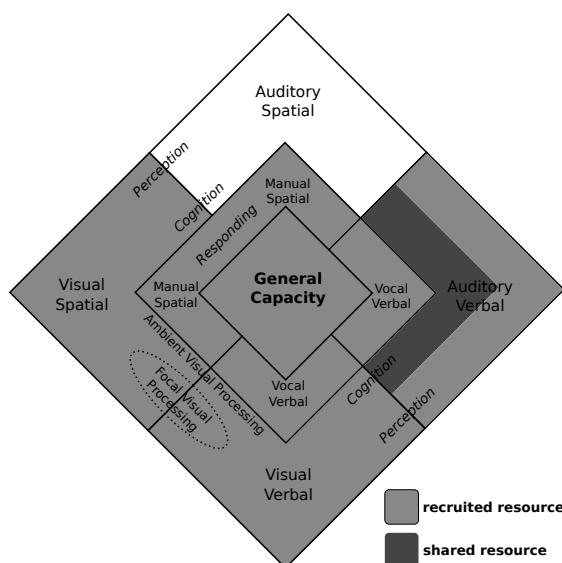 Auditory
Spatial
Perception
Cognition
Responding
Manual
Spatial
Visual
Spatial
Manual
Spatial
General
Capacity
Vocal
Verbal
Auditory
Verbal
Ambient Visual Processing
Focal Visual
Processing
Vocal
Verbal
Cognition
Perception
Visual
Verbal
recruited resource
shared resource